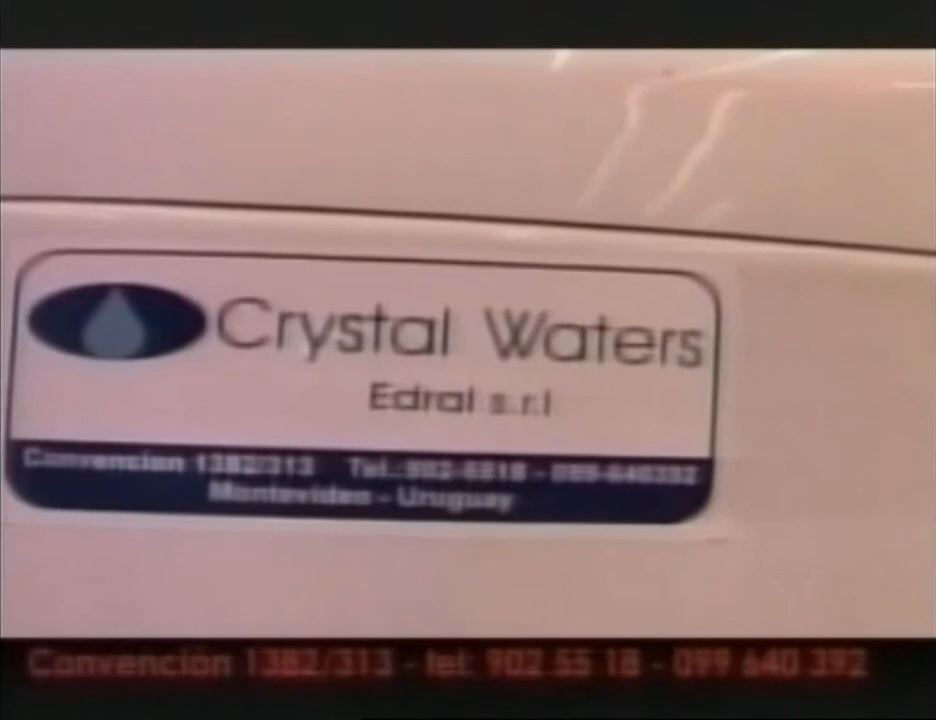 Crystal Waters
Edral s.r.l
Convencion 1382/313 Tel.:902-5518 - 099-640392
Montevideo - Uruguay
Convención 1382/313 - tel: 902 55 18 - 099 640 392